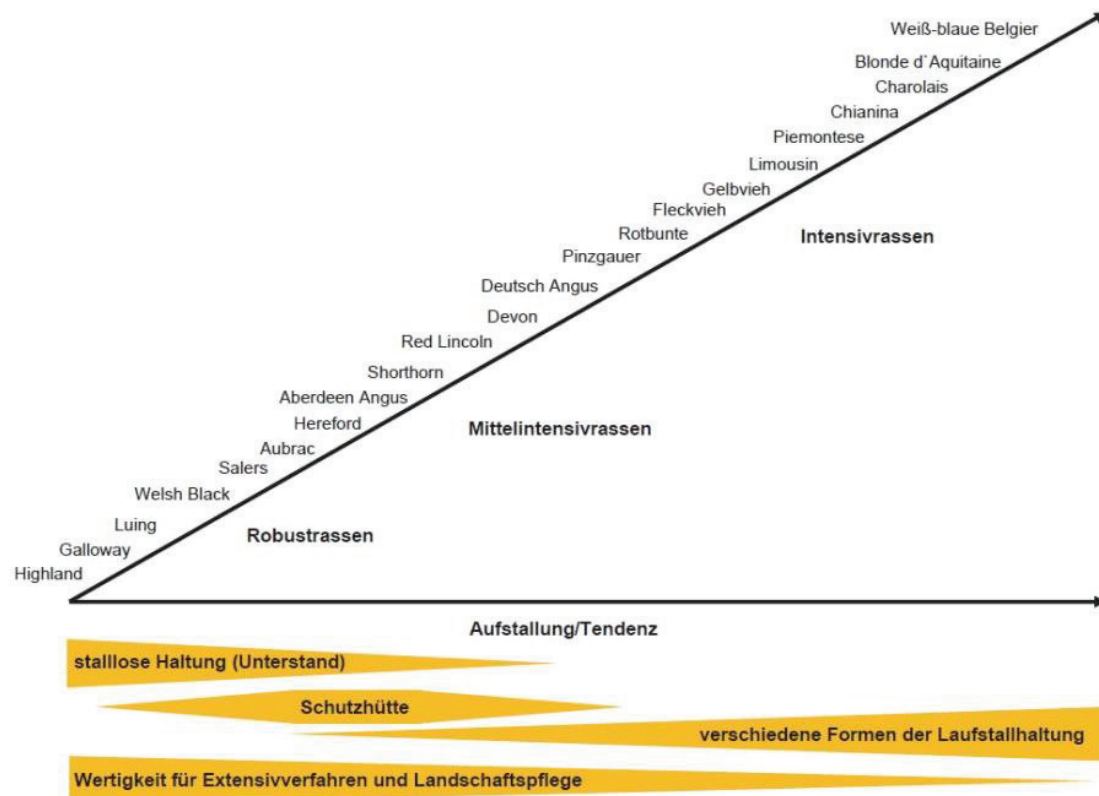 Weiß-blaue Belgier
Blonde d`Aquitaine
Charolais
Chianina
Piemontese
Limousin
Gelbvieh
Fleckvieh
Rotbunte
Intensivrassen
Pinzgauer
Deutsch Angus
Devon
Red Lincoln
Shorthorn
Aberdeen Angus
Hereford
Mittelintensivrassen
Aubrac
Salers
Welsh Black
Luing
Robustrassen
Galloway
Highland
Aufstallung/Tendenz
stalllose Haltung (Unterstand)
Schutzhütte
verschiedene Formen der Laufstallhaltung
Wertigkeit für Extensivverfahren und Landschaftspflege